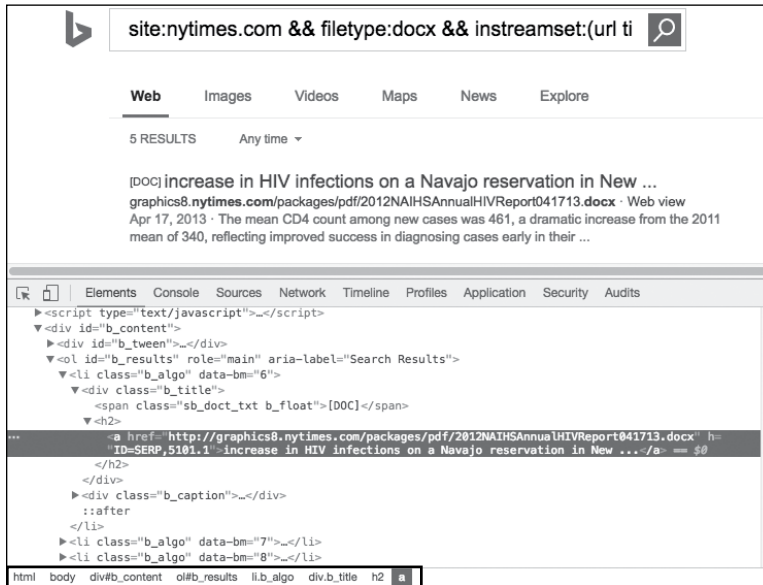 site:nytimes.com && filetype:docx && instreamset:(url ti
Web Images Videos Maps News Explore
5 RESULTS Any time
[DOC] increase in HIV infections on a Navajo reservation in New ...
graphics8.nytimes.com/packages/pdf/2012NAIHSAnnualHIVReport041713.docx · Web view
Apr 17, 2013 · The mean CD4 count among new cases was 461, a dramatic increase from the 2011
mean of 340, reflecting improved success in diagnosing cases early in their ...
Elements Console Sources Network Timeline Profiles Application Security Audits
▶<script type="text/javascript">…</script>
▼<div id="b_content">
▶<div id="b_tween">…</div>
▼<ol id="b_results" role="main" aria-label="Search Results">
▼<li class="b_algo" data-bm="6">
▼<div class="b_title">
<span class="sb_doct_txt b_float">[DOC]</span>
▼<h2>
… <a href="http://graphics8.nytimes.com/packages/pdf/2012NAIHSAnnualHIVReport041713.docx" h=
"ID=SERP,5101.1">increase in HIV infections on a Navajo reservation in New ...</a> == $0
</h2>
</div>
▶<div class="b_caption">…</div>
::after
</li>
▶<li class="b_algo" data-bm="7">…</li>
▶<li class="b_algo" data-bm="8">…</li>
html body div#b_content ol#b_results li.b_algo div.b_title h2 a